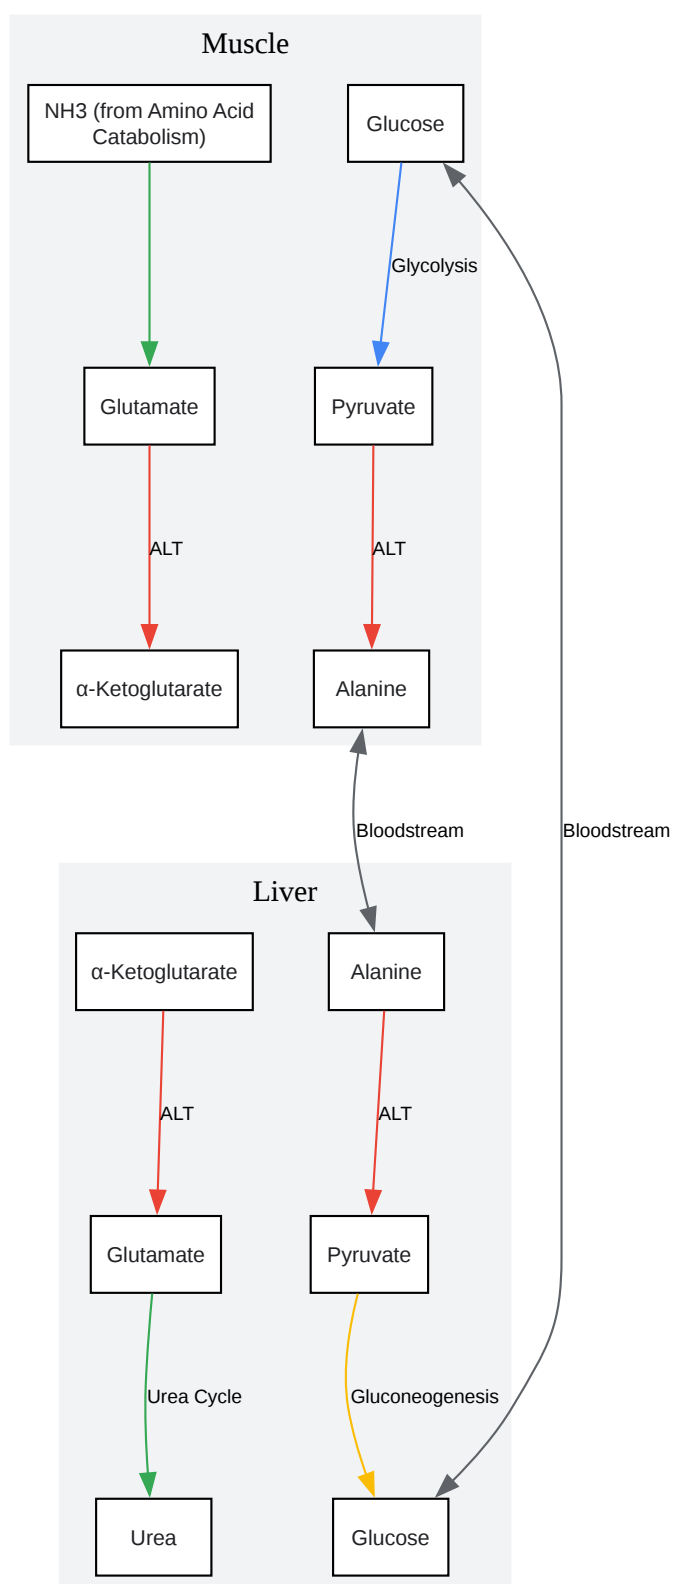 Muscle
NH3 (from Amino Acid
Catabolism)
Glucose
Glycolysis
Glutamate
Pyruvate
ALT
ALT
α-Ketoglutarate
Alanine
Bloodstream
Bloodstream
Liver
α-Ketoglutarate
Alanine
ALT
ALT
Glutamate
Pyruvate
Urea Cycle
Gluconeogenesis
Urea
Glucose